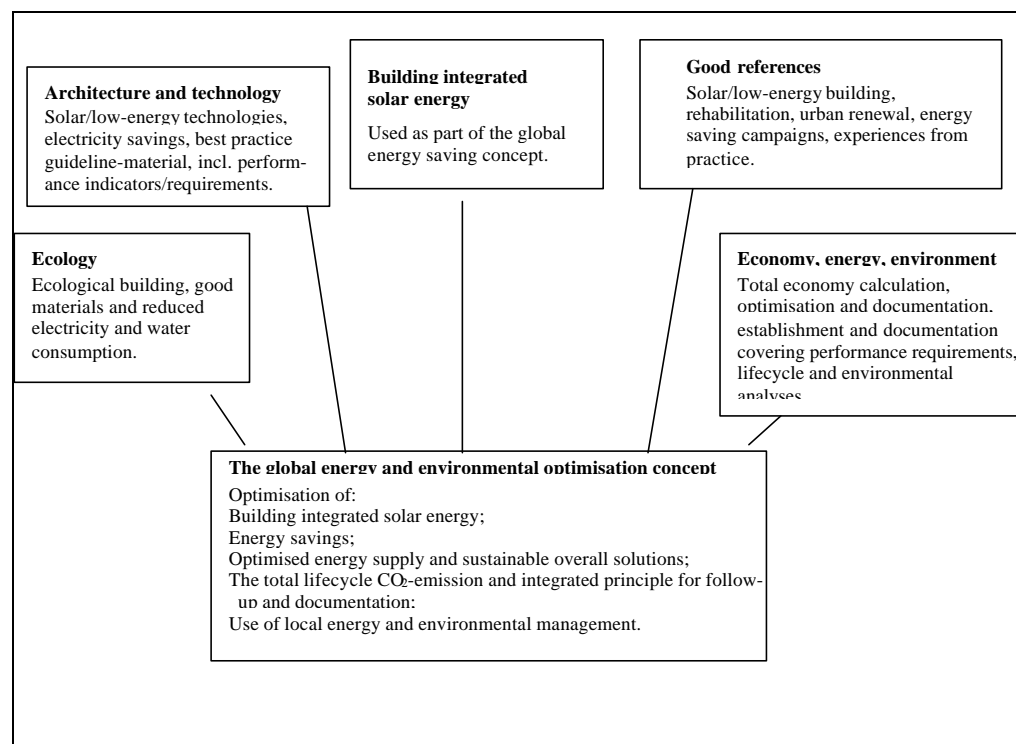 Architecture and technology
Solar/low-energy technologies,
electricity savings, best practice
guideline-material, incl. perform-
ance indicators/requirements.
Building integrated
solar energy
Used as part of the global
energy saving concept.
Good references
Solar/low-energy building,
rehabilitation, urban renewal, energy
saving campaigns, experiences from
practice.
Ecology
Ecological building, good
materials and reduced
electricity and water
consumption.
Economy, energy, environment
Total economy calculation,
optimisation and documentation,
establishment and documentation
covering performance requirements,
lifecycle and environmental
analyses
The global energy and environmental optimisation concept
Optimisation of:
Building integrated solar energy;
Energy savings;
Optimised energy supply and sustainable overall solutions;
The total lifecycle CO2-emission and integrated principle for follow-
up and documentation;
Use of local energy and environmental management.